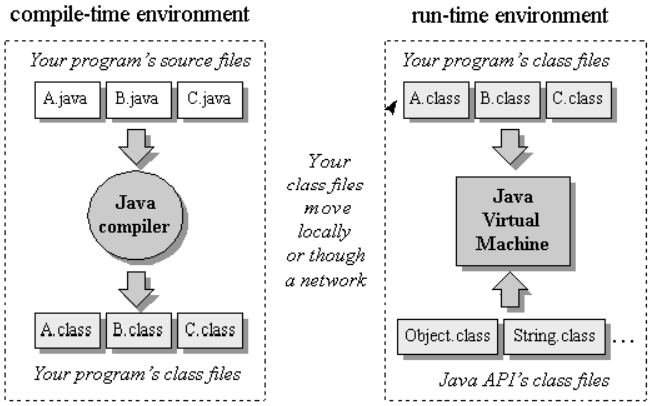 compile-time environment
Your program's source files
A.java B.java C.java
Java
compiler
A.class B.class C.class
Your program's class files
Your
class files
move
locally
or though
a network
run-time environment
Your program's class files
A.class B.class C.class
Java
Virtual
Machine
Object.class String.class ...
Java API's class files